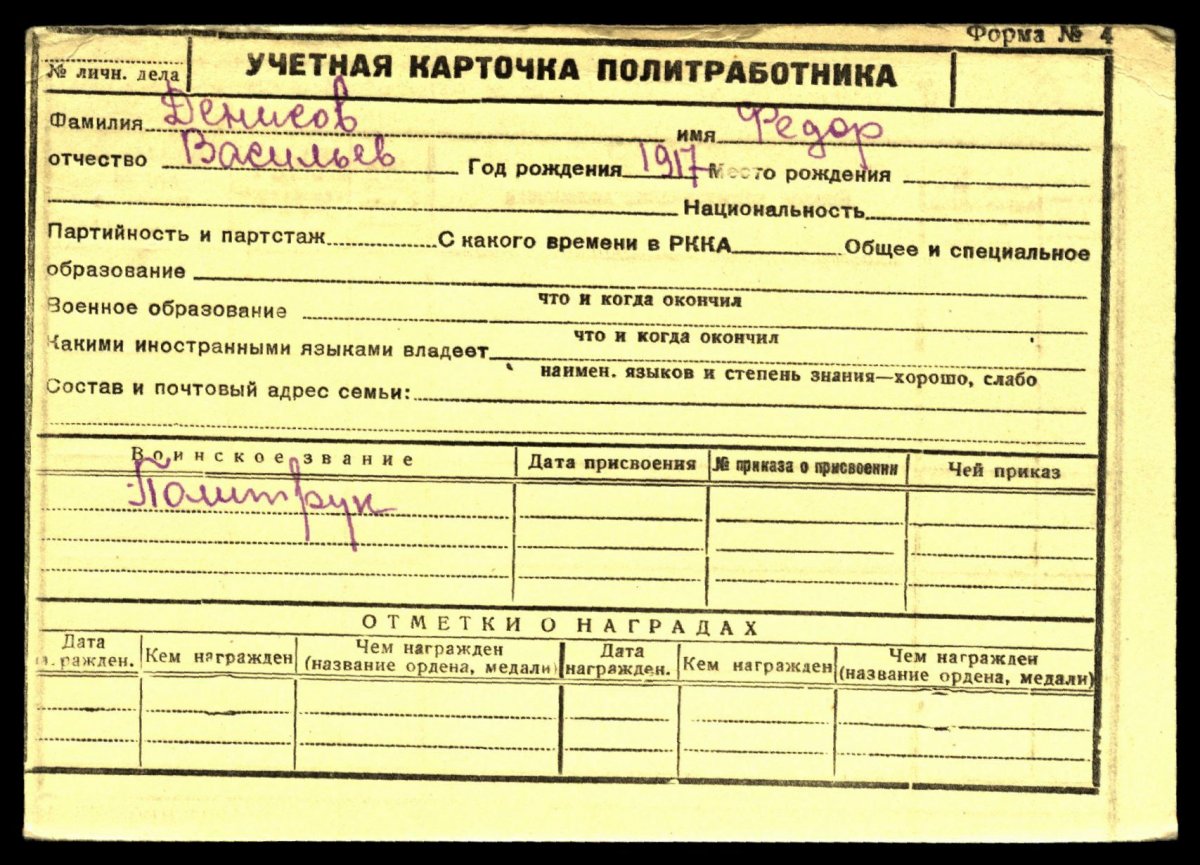 Форма № 4
№ личн. дела УЧЕТНАЯ КАРТОЧКА ПОЛИТРАБОТНИКА
Фамилия Денисов имя Федор
отчество Васильев Год рождения 1917 Место рождения
Национальность
Партийность и партстаж С какого времени в РККА Общее и специальное
образование
что и когда окончил
Военное образование
что и когда окончил
Какими иностранными языками владеет
наимен. языков и степень знания—хорошо, слабо
Состав и почтовый адрес семьи:
Воинское звание Дата присвоения № приказа о присвоении Чей приказ
Политрук
ОТМЕТКИ О НАГРАДАХ
Дата награжден. Кем награжден Чем награжден (название ордена, медали) Дата награжден. Кем награжден Чем награжден (название ордена, медали)